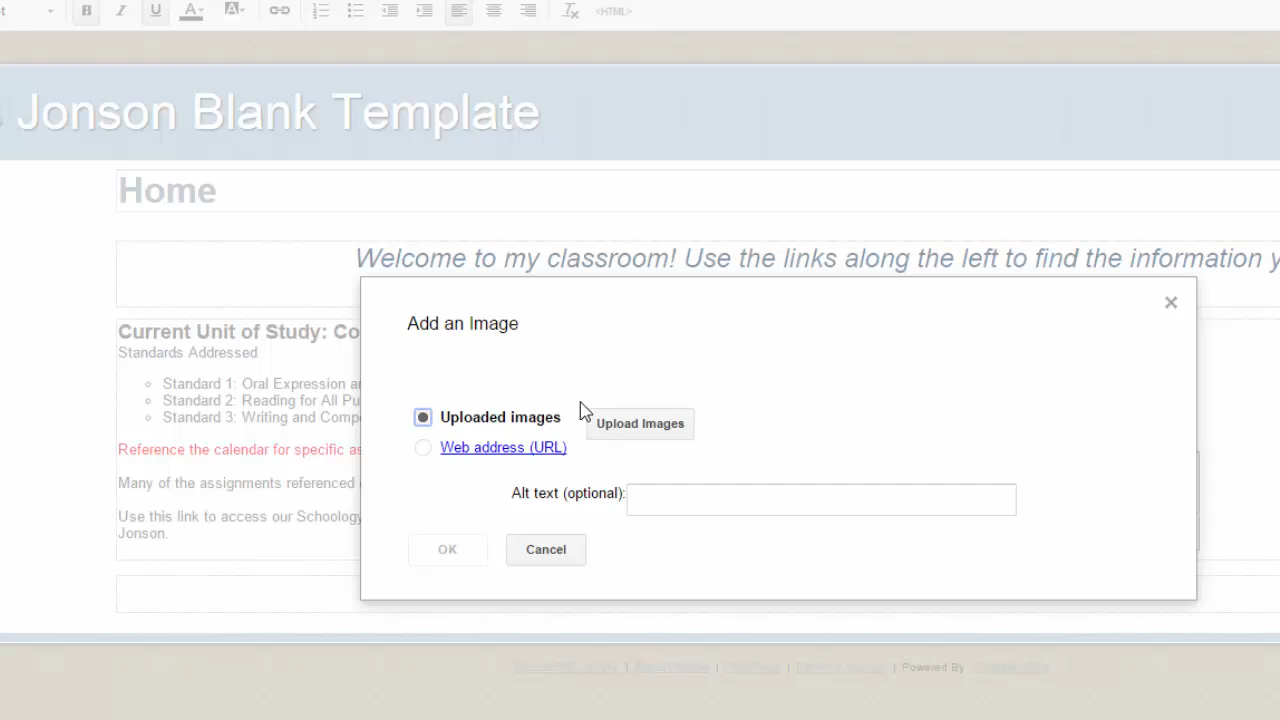 B I U A A <HTML>
Jonson Blank Template
Home
Welcome to my classroom! Use the links along the left to find the information y
Add an Image
Current Unit of Study: Co
Standards Addressed
Standard 1: Oral Expression a
Standard 2: Reading for All Pu
Standard 3: Writing and Comp
Uploaded images
Upload Images
Web address (URL)
Reference the calendar for specific as
Many of the assignments referenced
Alt text (optional):
Use this link to access our Schoology
Jonson.
OK
Cancel
| | | | Powered By